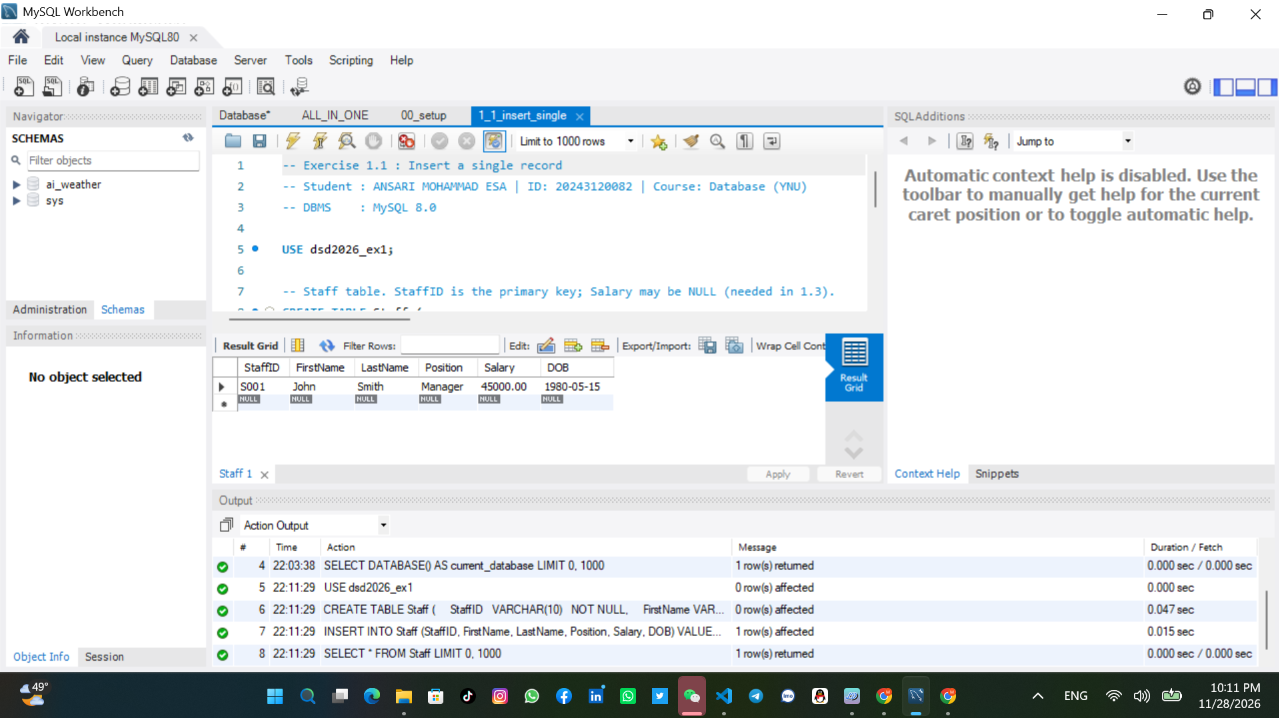 MySQL Workbench
Local instance MySQL80
File Edit View Query Database Server Tools Scripting Help
Navigator
SCHEMAS
Filter objects
ai_weather
sys
Administration Schemas
Information
No object selected
Object Info Session
Database* ALL_IN_ONE 00_setup 1_1_insert_single
Limit to 1000 rows
1 -- Exercise 1.1 : Insert a single record
2 -- Student : ANSARI MOHAMMAD ESA | ID: 20243120082 | Course: Database (YNU)
3 -- DBMS : MySQL 8.0
4
5 USE dsd2026_ex1;
6
7 -- Staff table. StaffID is the primary key; Salary may be NULL (needed in 1.3).
Result Grid Filter Rows: Edit: Export/Import: Wrap Cell Cont
StaffID FirstName LastName Position Salary DOB
S001 John Smith Manager 45000.00 1980-05-15
NULL NULL NULL NULL NULL NULL
Result
Grid
Staff 1 Apply Revert
SQLAdditions
Jump to
Automatic context help is disabled. Use the
toolbar to manually get help for the current
caret position or to toggle automatic help.
Context Help Snippets
Output
Action Output
# Time Action Message Duration / Fetch
4 22:03:38 SELECT DATABASE() AS current_database LIMIT 0, 1000 1 row(s) returned 0.000 sec / 0.000 sec
5 22:11:29 USE dsd2026_ex1 0 row(s) affected 0.000 sec
6 22:11:29 CREATE TABLE Staff ( StaffID VARCHAR(10) NOT NULL, FirstName VAR... 0 row(s) affected 0.047 sec
7 22:11:29 INSERT INTO Staff (StaffID, FirstName, LastName, Position, Salary, DOB) VALUE... 1 row(s) affected 0.015 sec
8 22:11:29 SELECT * FROM Staff LIMIT 0, 1000 1 row(s) returned 0.000 sec / 0.000 sec
49°
ENG
10:11 PM
11/28/2026